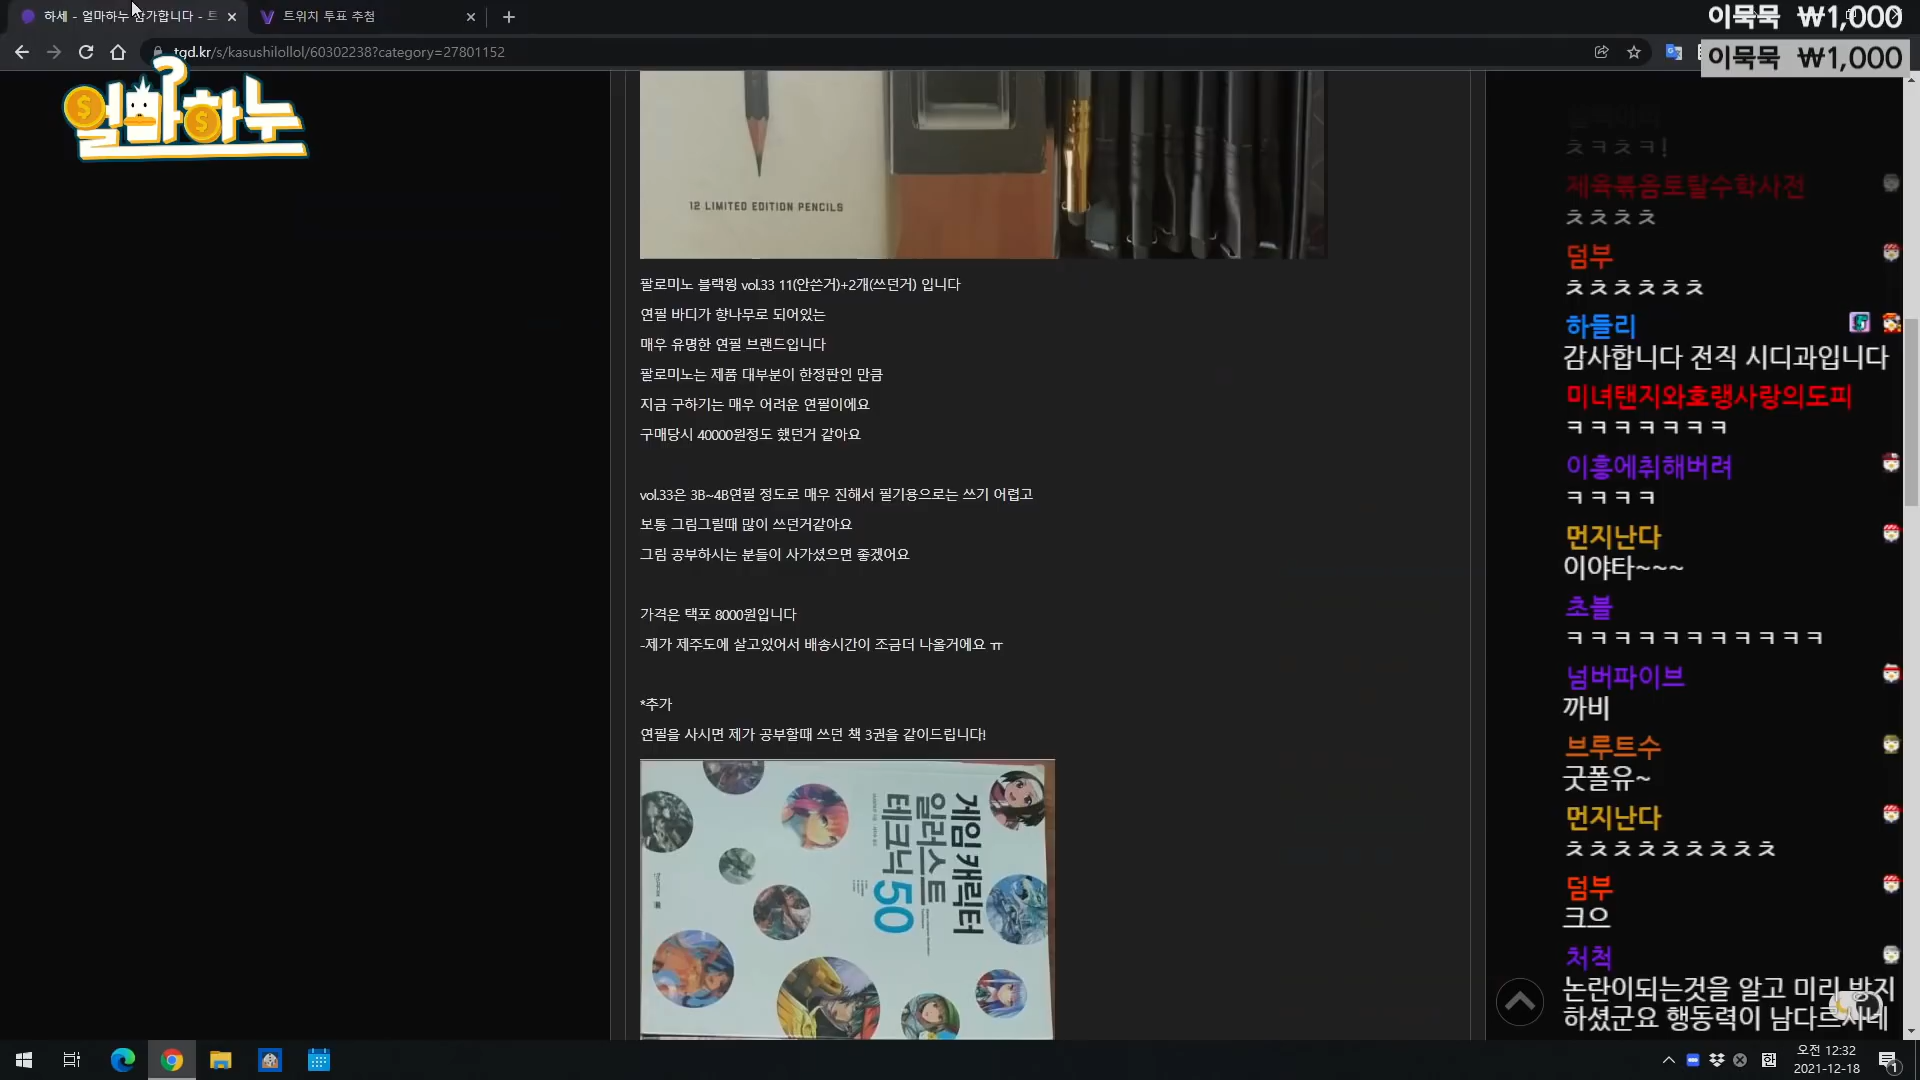 하세 - 얼마하누 참가합니다 - 트
트위치 투표 추첨
이묵묵 ₩1,000
tgd.kr/s/kasushilollol/60302238?category=27801152
이묵묵 ₩1,000
얼마하누
12 LIMITED EDITION PENCILS
팔로미노 블랙윙 vol.33 11(안쓴거)+2개(쓰던거) 입니다
연필 바디가 향나무로 되어있는
매우 유명한 연필 브랜드입니다
팔로미노는 제품 대부분이 한정판인 만큼
지금 구하기는 매우 어려운 연필이에요
구매당시 40000원정도 했던거 같아요
vol.33은 3B~4B연필 정도로 매우 진해서 필기용으로는 쓰기 어렵고
보통 그림그릴때 많이 쓰던거같아요
그림 공부하시는 분들이 사가셨으면 좋겠어요
가격은 택포 8000원입니다
-제가 제주도에 살고있어서 배송시간이 조금더 나올거에요 ㅠ
*추가
연필을 사시면 제가 공부할때 쓰던 책 3권을 같이드립니다!
게임 캐릭터
일러스트
테크닉 50
ㅊㅋㅊㅋ!
제육볶음토탈수학사전
ㅊㅊㅊㅊ
덤부
ㅊㅊㅊㅊㅊㅊ
하들리
감사합니다 전직 시디과입니다
미녀탠지와호랭사랑의도피
ㅋㅋㅋㅋㅋㅋㅋ
이흥에취해버려
ㅋㅋㅋㅋ
먼지난다
이야타~~~
초블
ㅋㅋㅋㅋㅋㅋㅋㅋㅋㅋㅋ
넘버파이브
까비
브루트수
굿폴유~
먼지난다
ㅊㅊㅊㅊㅊㅊㅊㅊㅊ
덤부
크으
처척
논란이되는것을 알고 미리 방지
하셨군요 행동력이 남다르시네
한
오전 12:32
2021-12-18
1